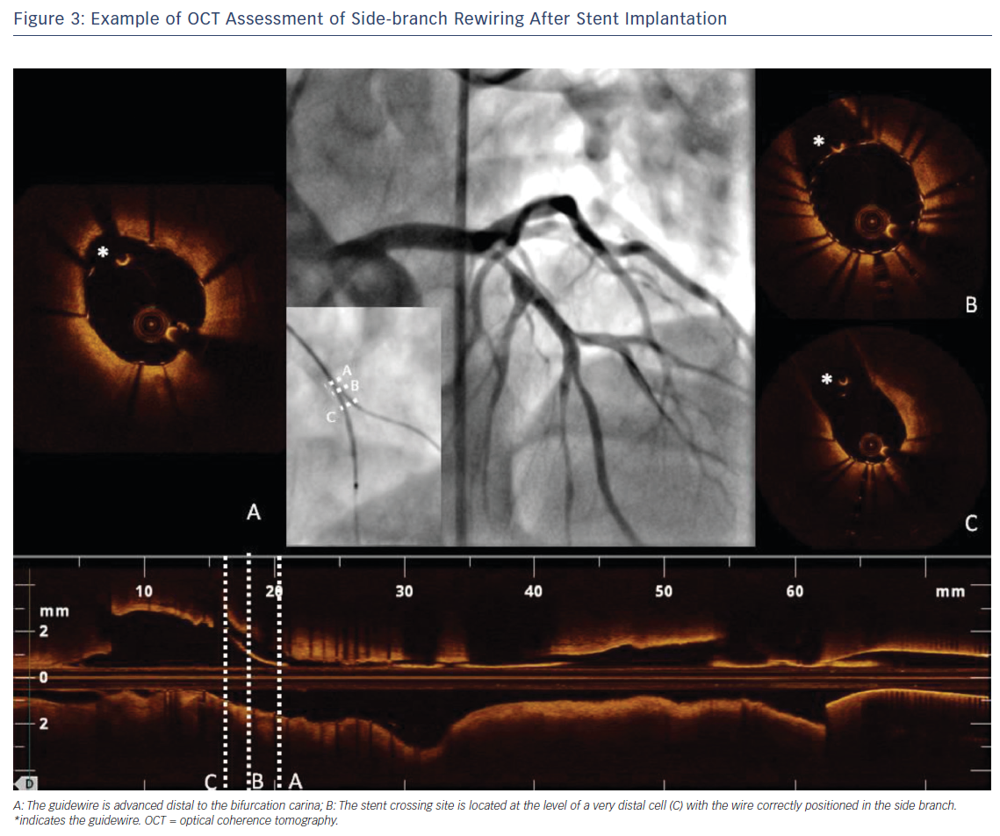 Figure 3: Example of OCT Assessment of Side-branch Rewiring After Stent Implantation
*
A
A
B
C
*
B
*
C
10 20 30 40 50 60 mm
mm
2
0
2
D
C B A
A: The guidewire is advanced distal to the bifurcation carina; B: The stent crossing site is located at the level of a very distal cell (C) with the wire correctly positioned in the side branch.
*indicates the guidewire. OCT = optical coherence tomography.